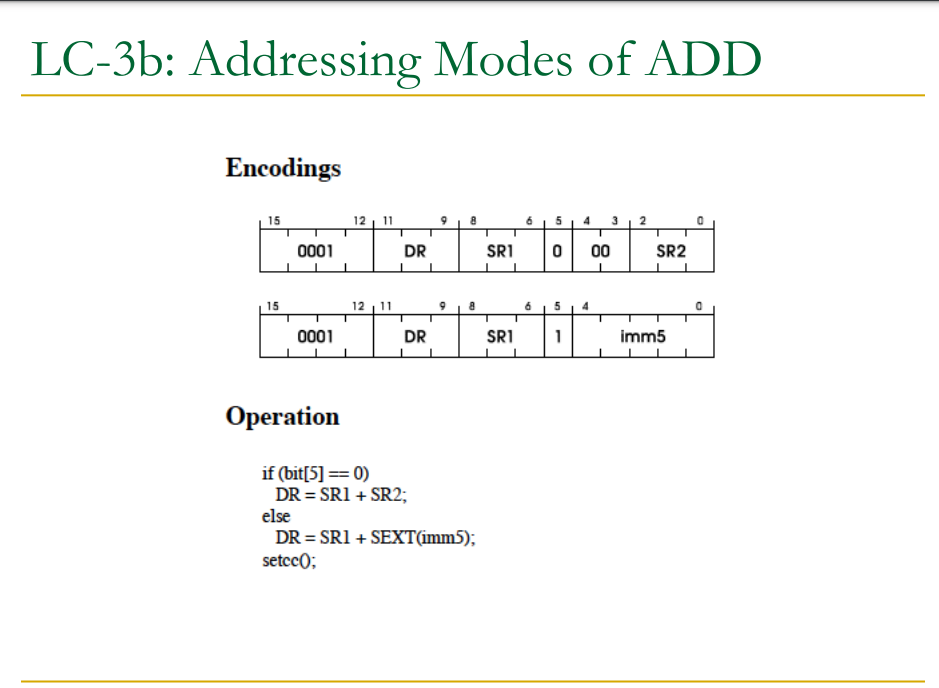 LC-3b: Addressing Modes of ADD
Encodings
15 12 11 9 8 6 5 4 3 2 0
0001 DR SR1 0 00 SR2
15 12 11 9 8 6 5 4 0
0001 DR SR1 1 imm5
Operation
if (bit[5] == 0)
DR = SR1 + SR2;
else
DR = SR1 + SEXT(imm5);
setcc();